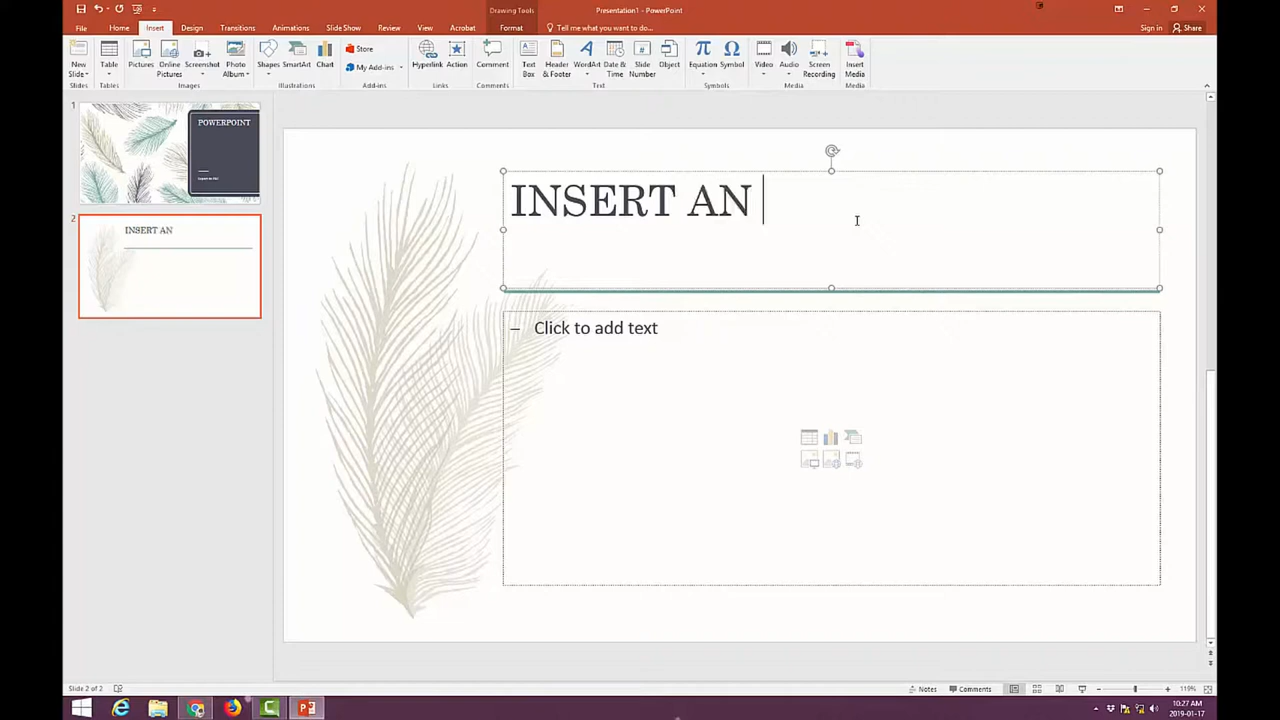 Drawing Tools
Presentation1 - PowerPoint
File Home Insert Design Transitions Animations Slide Show Review View Acrobat Format Tell me what you want to do... Sign in Share
New Slide
Table
Pictures
Online Pictures
Screenshot
Photo Album
Shapes
SmartArt
Chart
Store
My Add-ins
Hyperlink
Action
Comment
Text Box
Header & Footer
WordArt
Date & Time
Slide Number
Object
Equation
Symbol
Video
Audio
Screen Recording
Insert Media
Slides Tables Images Illustrations Add-ins Links Comments Text Symbols Media Media
1
POWERPOINT
2
INSERT AN
INSERT AN
– Click to add text
Slide 2 of 2
Notes Comments 119%
10:27 AM
2019-01-17